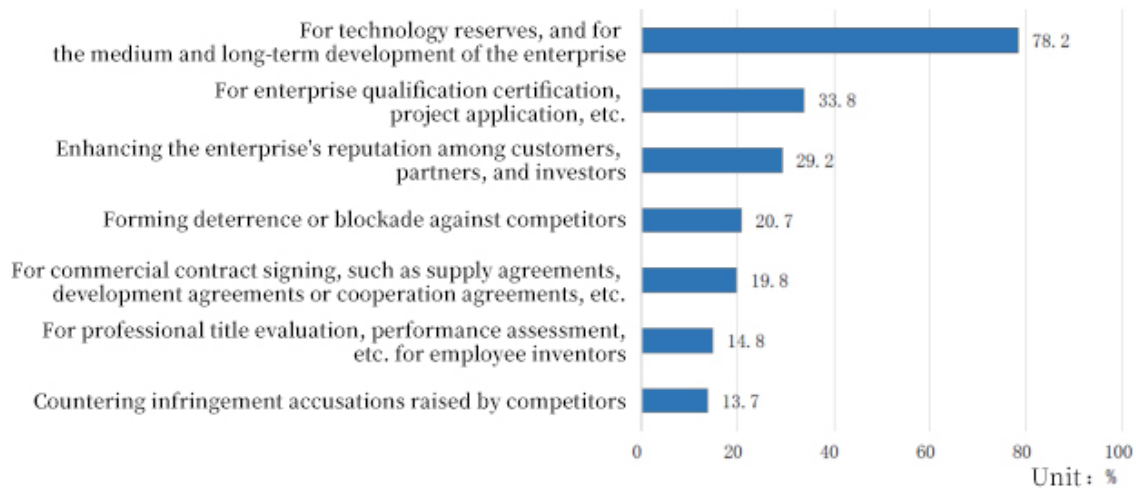 For technology reserves, and for
the medium and long-term development of the enterprise
78.2
For enterprise qualification certification,
project application, etc.
33.8
Enhancing the enterprise's reputation among customers,
partners, and investors
29.2
Forming deterrence or blockade against competitors
20.7
For commercial contract signing, such as supply agreements,
development agreements or cooperation agreements, etc.
19.8
For professional title evaluation, performance assessment,
etc. for employee inventors
14.8
Countering infringement accusations raised by competitors
13.7
0 20 40 60 80 100
Unit: %